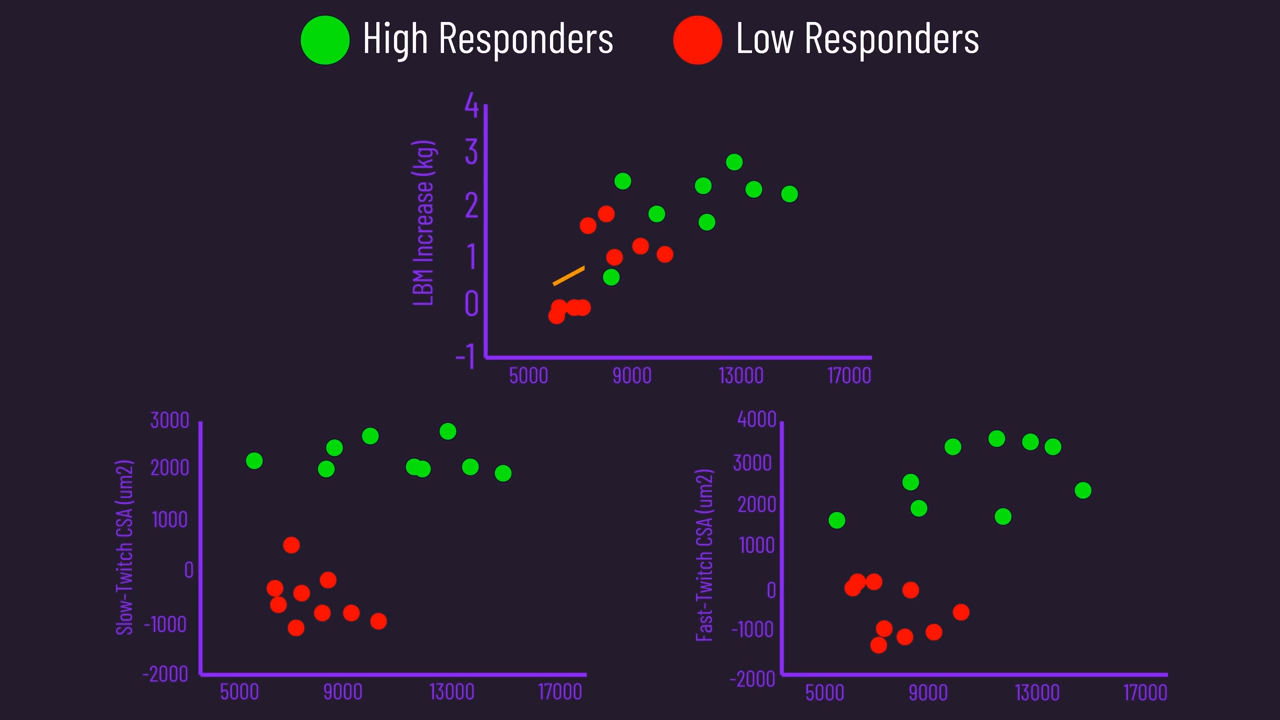 High Responders
Low Responders
LBM Increase (kg)
4
3
2
1
0
-1
5000 9000 13000 17000
Slow-Twitch CSA (um2)
3000
2000
1000
0
-1000
-2000
5000 9000 13000 17000
Fast-Twitch CSA (um2)
4000
3000
2000
1000
0
-1000
-2000
5000 9000 13000 17000